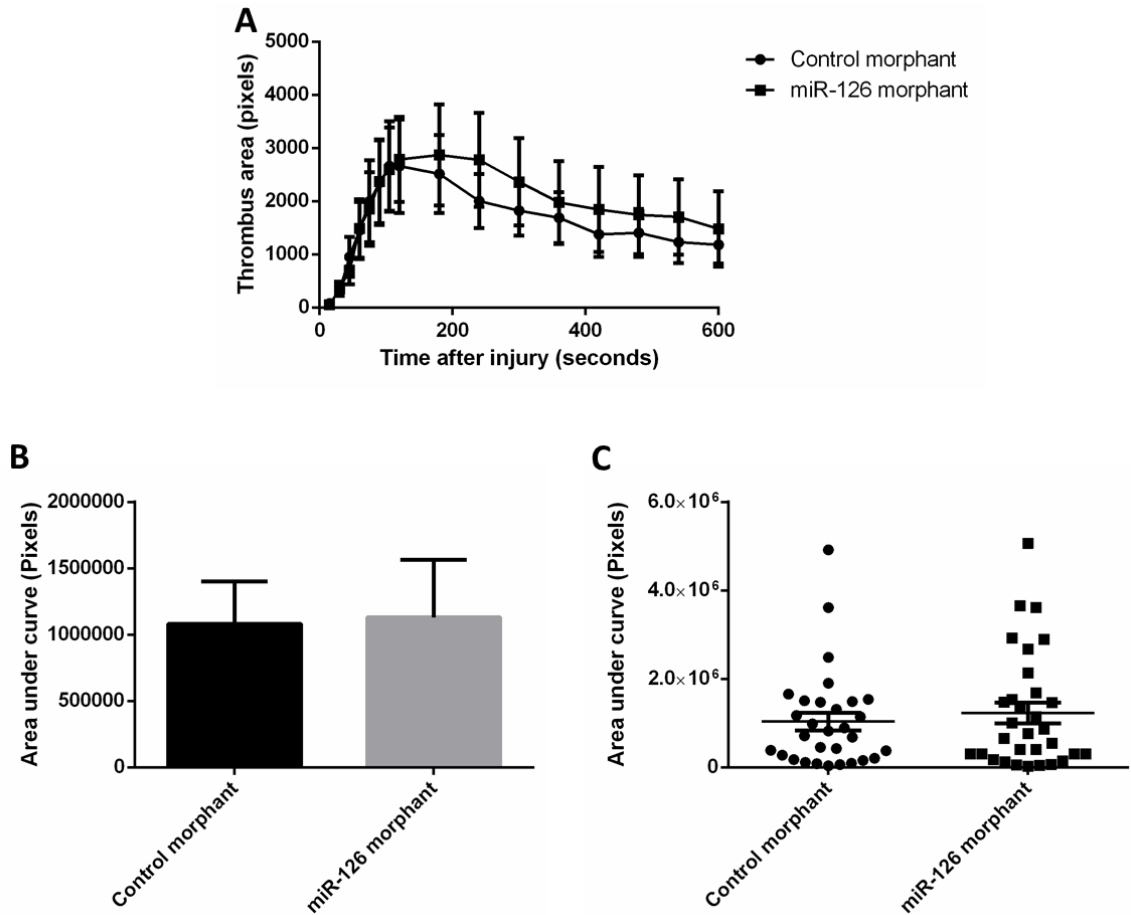 A
Thrombus area (pixels)
5000
4000
3000
2000
1000
0
0 200 400 600
Time after injury (seconds)
Control morphant
miR-126 morphant
B
Area under curve (Pixels)
2000000
1500000
1000000
500000
0
Control morphant
miR-126 morphant
C
Area under curve (Pixels)
6.0×10⁶
4.0×10⁶
2.0×10⁶
0
Control morphant
miR-126 morphant